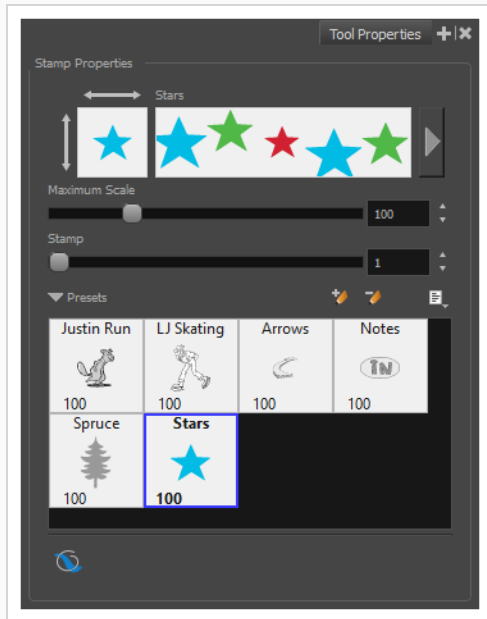 Tool Properties
Stamp Properties
Stars
Maximum Scale
100
Stamp
1
Presets
Justin Run LJ Skating Arrows Notes
IN
100 100 100 100
Spruce Stars
100 100